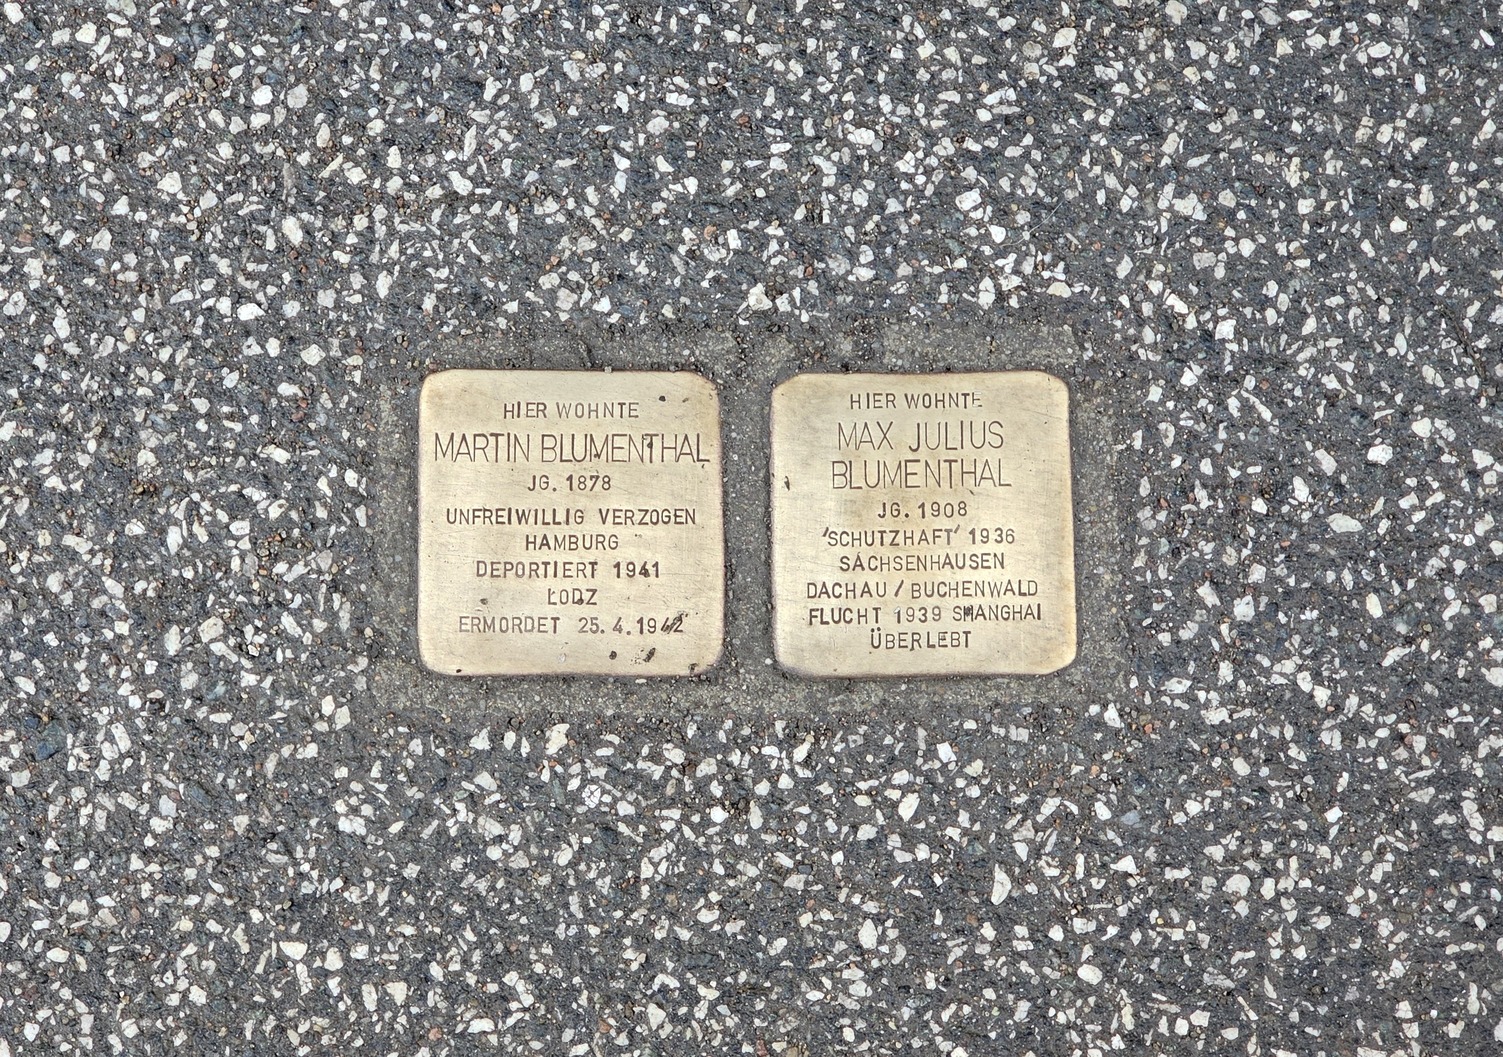 HIER WOHNTE
MARTIN BLUMENTHAL
JG. 1878
UNFREIWILLIG VERZOGEN
HAMBURG
DEPORTIERT 1941
ŁODZ
ERMORDET 25.4.1942
HIER WOHNTE
MAX JULIUS
BLUMENTHAL
JG. 1908
'SCHUTZHAFT' 1936
SACHSENHAUSEN
DACHAU / BUCHENWALD
FLUCHT 1939 SHANGHAI
ÜBERLEBT